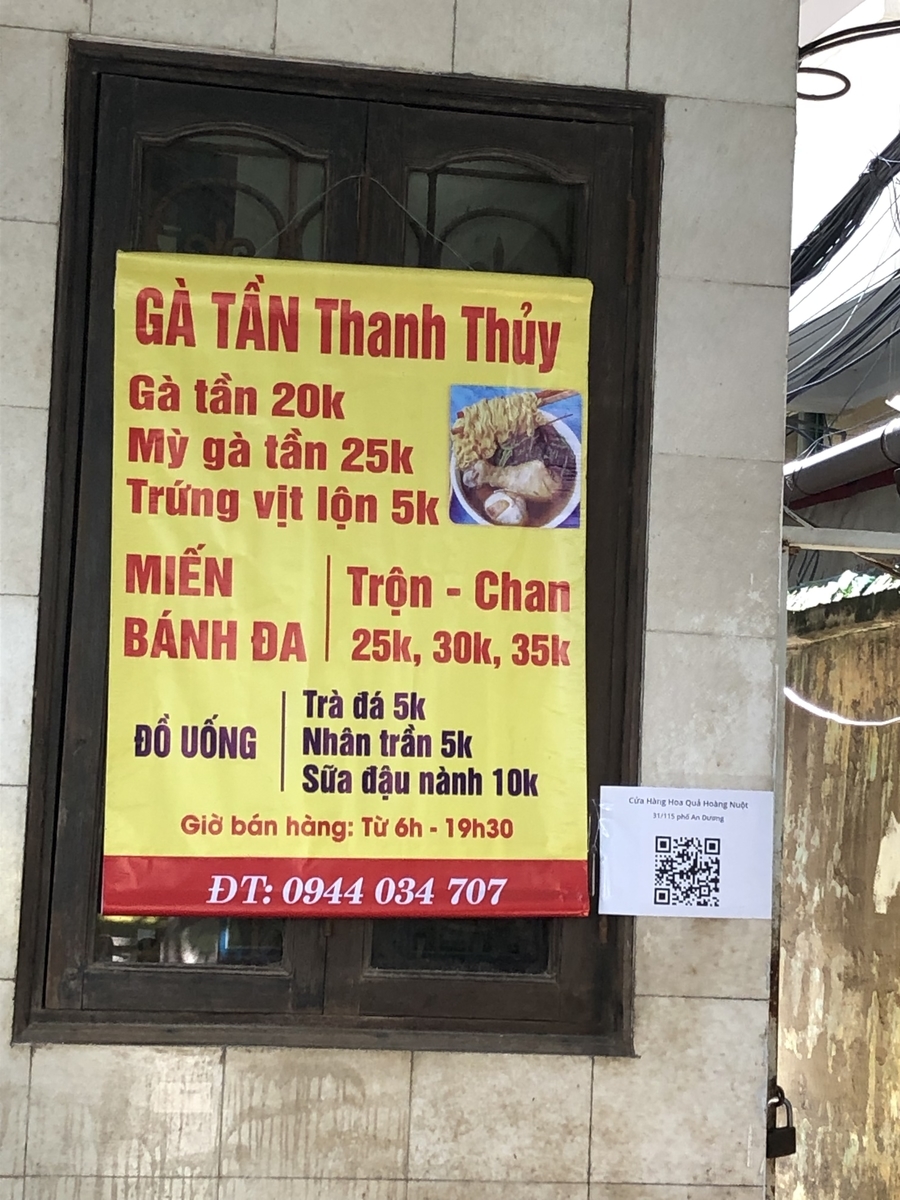 GÀ TẦN Thanh Thủy
Gà tần 20k
Mỳ gà tần 25k
Trứng vịt lộn 5k
MIẾN
BÁNH ĐA
Trộn - Chan
25k, 30k, 35k
ĐỒ UỐNG
Trà đá 5k
Nhân trần 5k
Sữa đậu nành 10k
Giờ bán hàng: Từ 6h - 19h30
ĐT: 0944 034 707
Cửa Hàng Hoa Quả Hoàng Nuột
31/115 phố An Dương